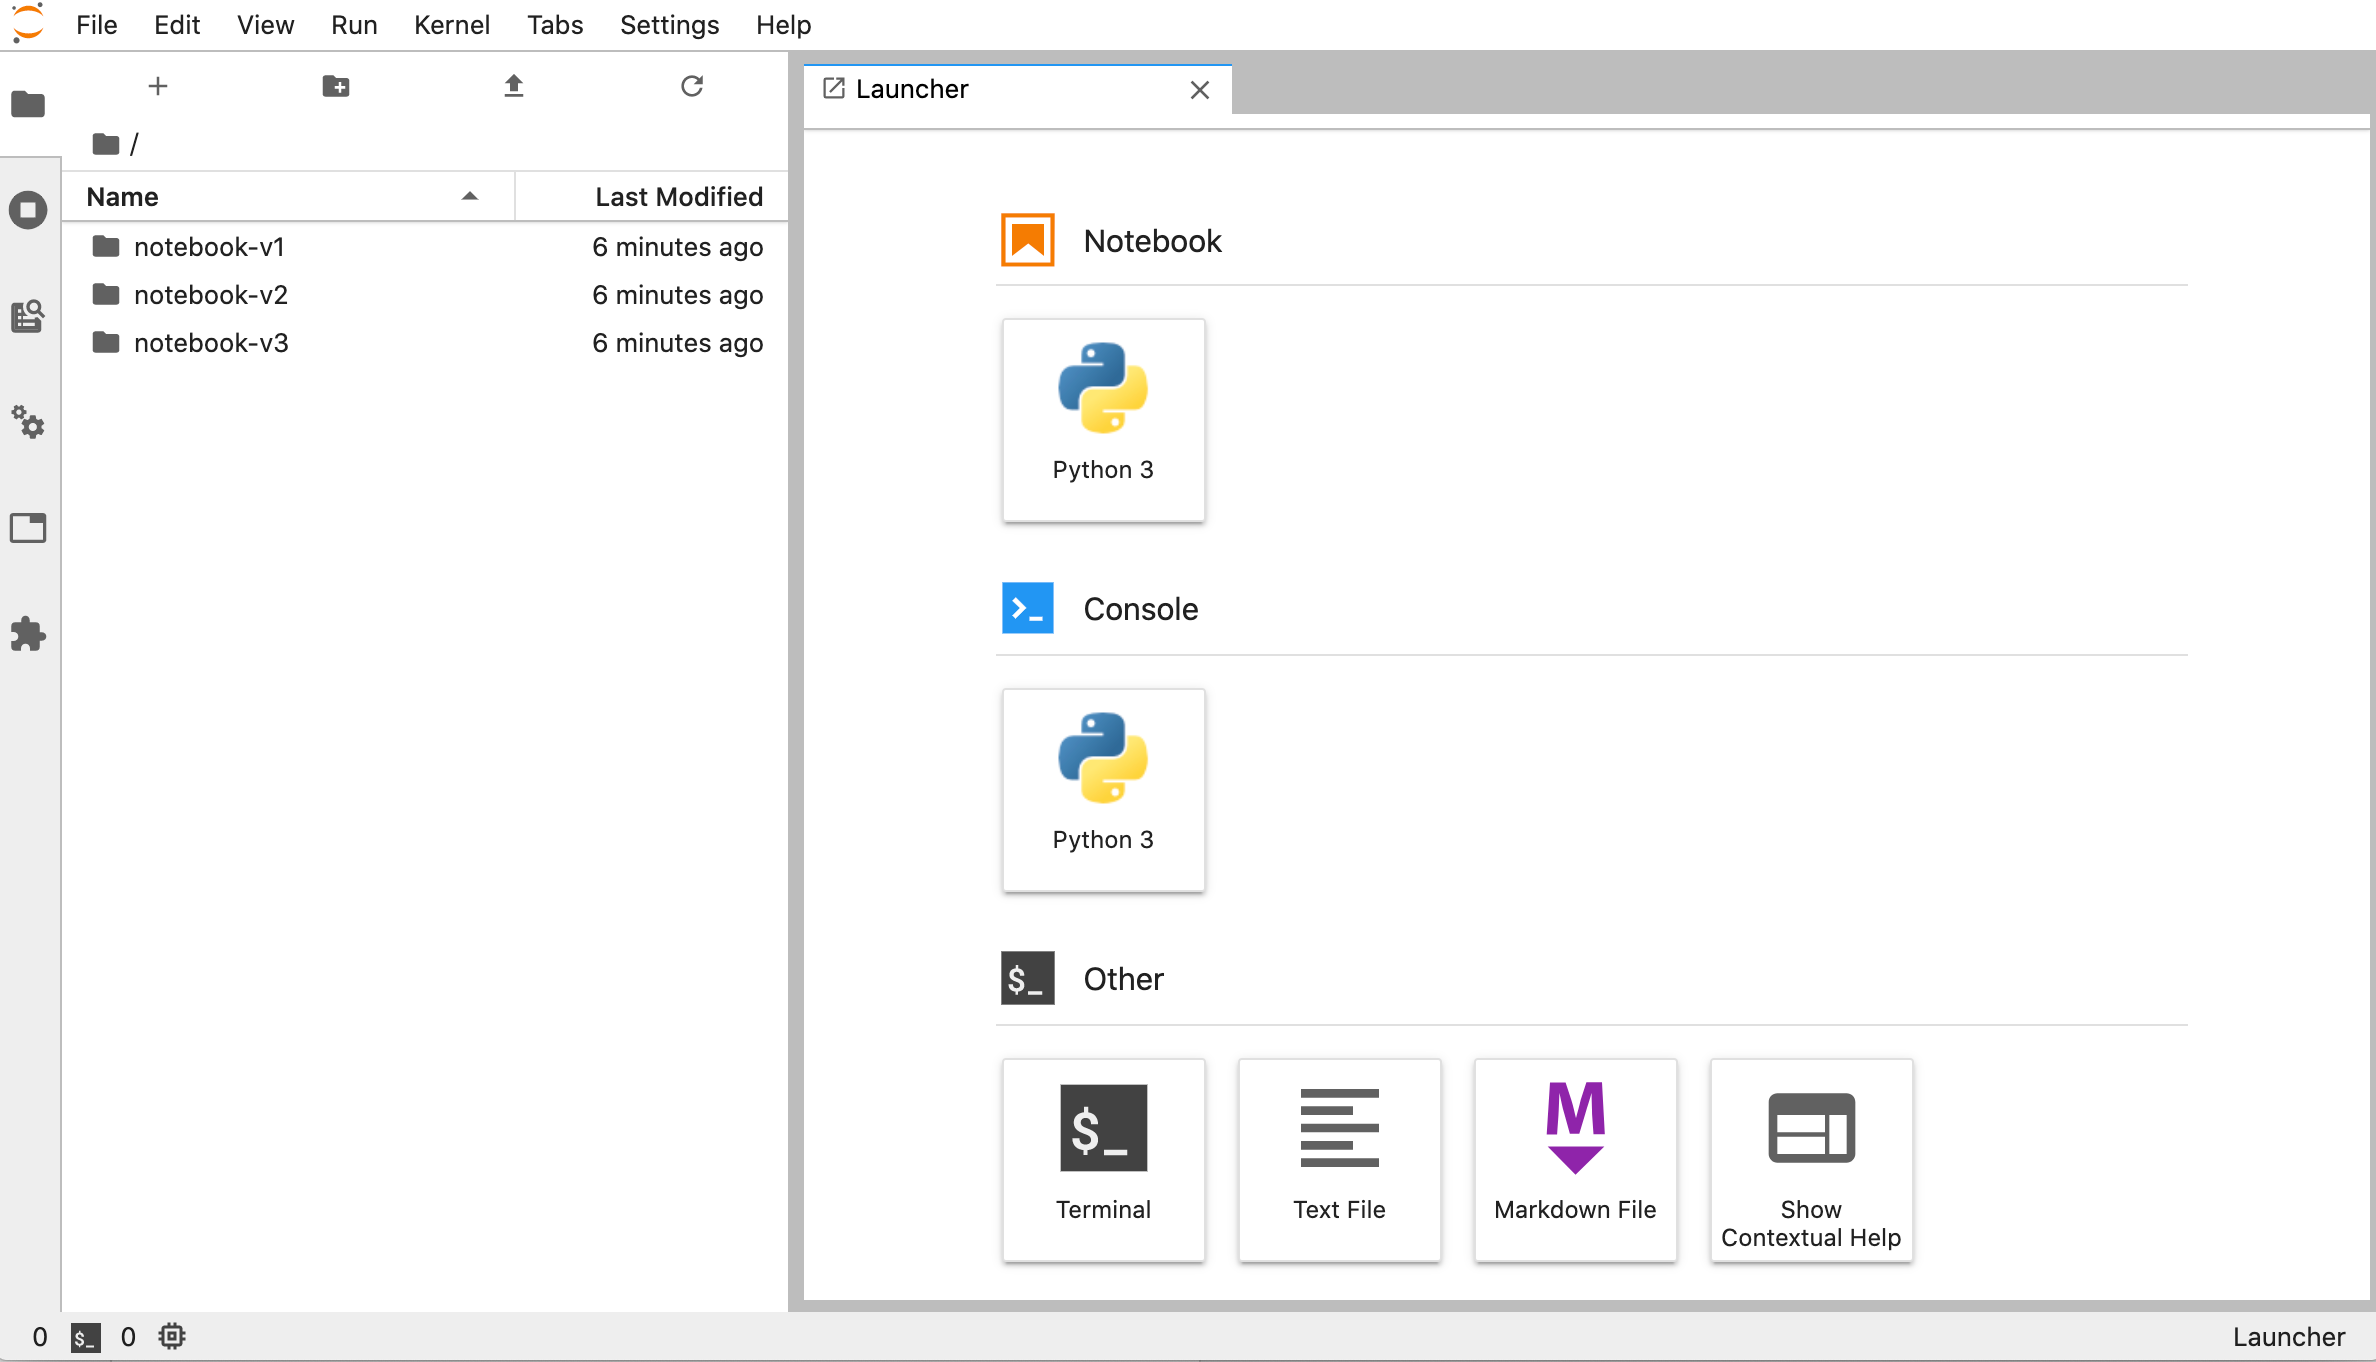 File Edit View Run Kernel Tabs Settings Help
/
Name Last Modified
notebook-v1 6 minutes ago
notebook-v2 6 minutes ago
notebook-v3 6 minutes ago
Launcher
Notebook
Python 3
>_ Console
Python 3
$_ Other
$_
Terminal
Text File
M
Markdown File
Show
Contextual Help
0 $_ 0
Launcher